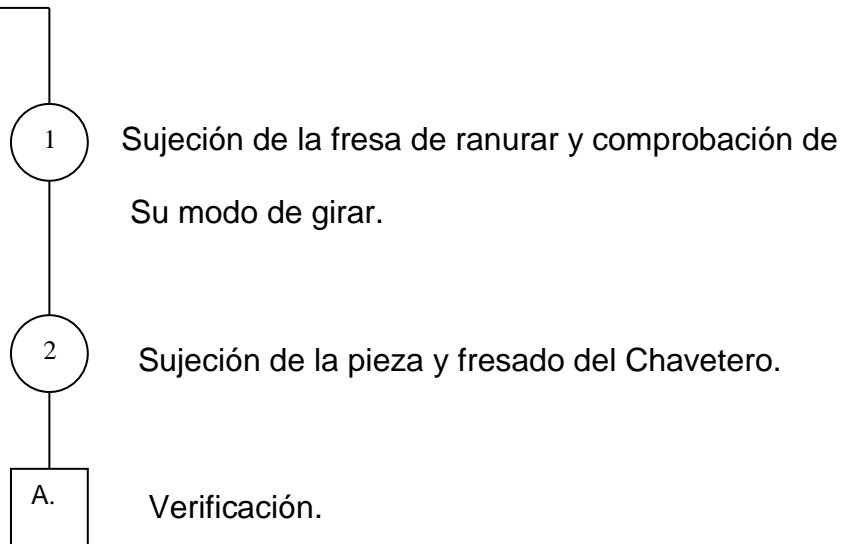 1 Sujeción de la fresa de ranurar y comprobación de
Su modo de girar.
2 Sujeción de la pieza y fresado del Chavetero.
A. Verificación.